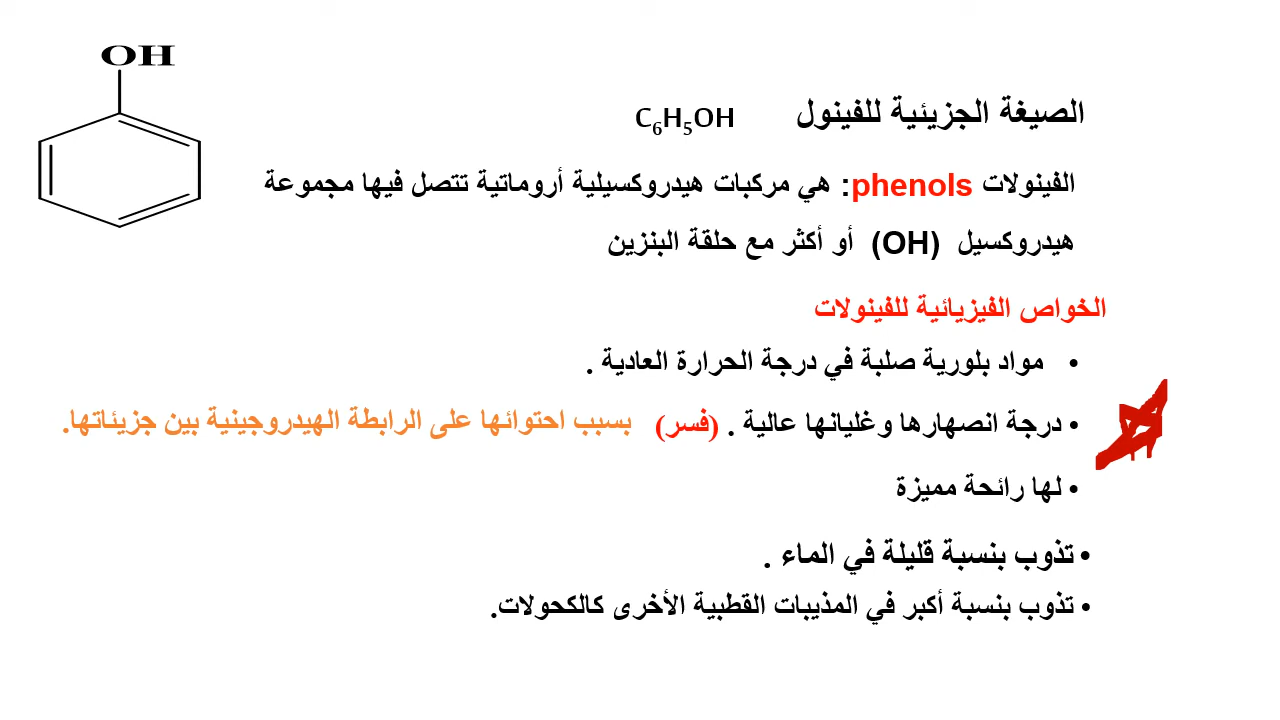 OH
الصيغة الجزيئية للفينول C₆H₅OH
الفينولات phenols: هي مركبات هيدروكسيلية أروماتية تتصل فيها مجموعة
هيدروكسيل (OH) أو أكثر مع حلقة البنزين
الخواص الفيزيائية للفينولات
• مواد بلورية صلبة في درجة الحرارة العادية .
• درجة انصهارها وغليانها عالية . (فسر) بسبب احتوائها على الرابطة الهيدروجينية بين جزيئاتها.
• لها رائحة مميزة
• تذوب بنسبة قليلة في الماء .
• تذوب بنسبة أكبر في المذيبات القطبية الأخرى كالكحولات.